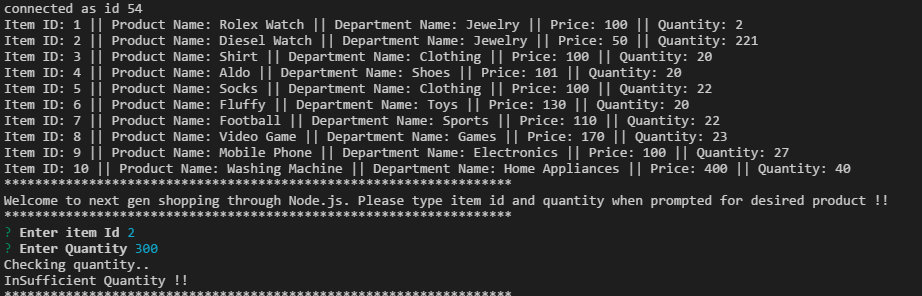 connected as id 54
Item ID: 1 || Product Name: Rolex Watch || Department Name: Jewelry || Price: 100 || Quantity: 2
Item ID: 2 || Product Name: Diesel Watch || Department Name: Jewelry || Price: 50 || Quantity: 221
Item ID: 3 || Product Name: Shirt || Department Name: Clothing || Price: 100 || Quantity: 20
Item ID: 4 || Product Name: Aldo || Department Name: Shoes || Price: 101 || Quantity: 20
Item ID: 5 || Product Name: Socks || Department Name: Clothing || Price: 100 || Quantity: 22
Item ID: 6 || Product Name: Fluffy || Department Name: Toys || Price: 130 || Quantity: 20
Item ID: 7 || Product Name: Football || Department Name: Sports || Price: 110 || Quantity: 22
Item ID: 8 || Product Name: Video Game || Department Name: Games || Price: 170 || Quantity: 23
Item ID: 9 || Product Name: Mobile Phone || Department Name: Electronics || Price: 100 || Quantity: 27
Item ID: 10 || Product Name: Washing Machine || Department Name: Home Appliances || Price: 400 || Quantity: 40
******************************************************************
Welcome to next gen shopping through Node.js. Please type item id and quantity when prompted for desired product !!
******************************************************************
? Enter item Id 2
? Enter Quantity 300
Checking quantity..
InSufficient Quantity !!
******************************************************************